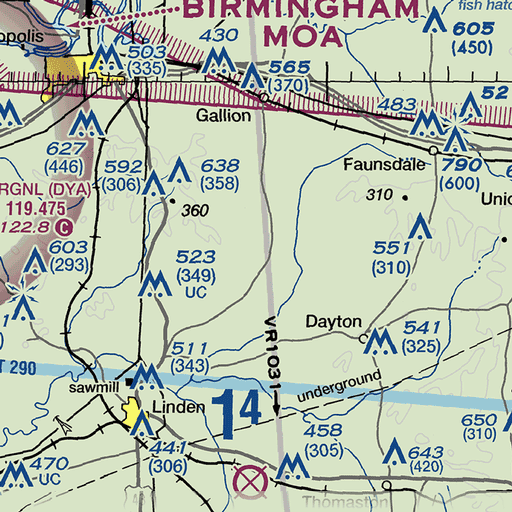 BIRMINGHAM
MOA
fish hatc
605
(450)
opolis
503
(335)
430
565
(370)
52
483
Gallion
627
(446)
592
(306)
638
(358)
360
Faunsdale
790
(600)
310
RGNL (DYA)
119.475
122.8 C
Unio
603
(293)
551
(310)
523
(349)
UC
VR1031
Dayton
541
(325)
511
(343)
T 290
sawmill
underground
Linden
14
441
(306)
458
(305)
650
(310)
643
(420)
470
UC
Thomaston